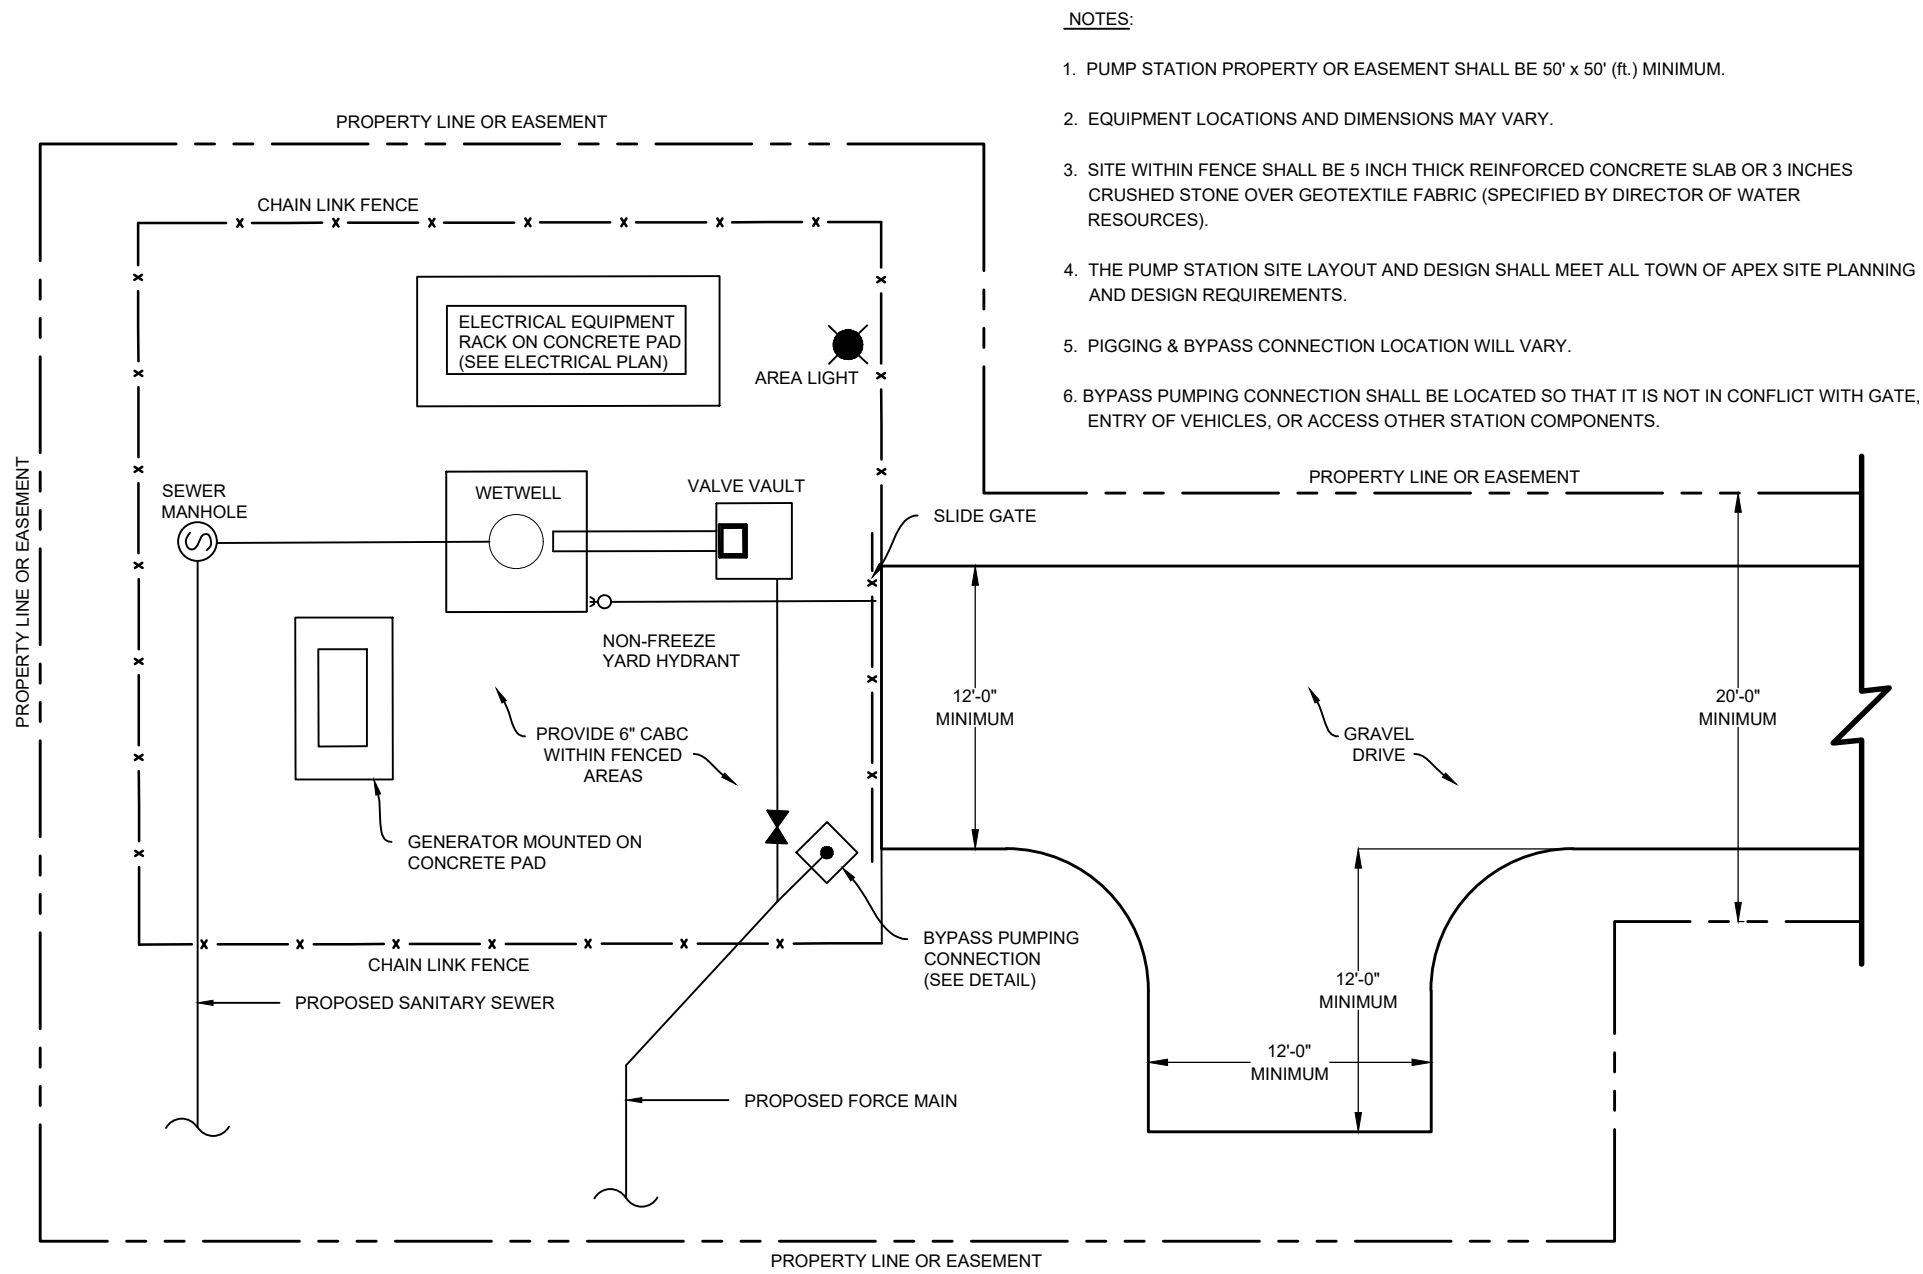 NOTES:
1. PUMP STATION PROPERTY OR EASEMENT SHALL BE 50' x 50' (ft.) MINIMUM.
2. EQUIPMENT LOCATIONS AND DIMENSIONS MAY VARY.
3. SITE WITHIN FENCE SHALL BE 5 INCH THICK REINFORCED CONCRETE SLAB OR 3 INCHES
CRUSHED STONE OVER GEOTEXTILE FABRIC (SPECIFIED BY DIRECTOR OF WATER
RESOURCES).
4. THE PUMP STATION SITE LAYOUT AND DESIGN SHALL MEET ALL TOWN OF APEX SITE PLANNING
AND DESIGN REQUIREMENTS.
5. PIGGING & BYPASS CONNECTION LOCATION WILL VARY.
6. BYPASS PUMPING CONNECTION SHALL BE LOCATED SO THAT IT IS NOT IN CONFLICT WITH GATE,
ENTRY OF VEHICLES, OR ACCESS OTHER STATION COMPONENTS.
PROPERTY LINE OR EASEMENT
CHAIN LINK FENCE
ELECTRICAL EQUIPMENT
RACK ON CONCRETE PAD
(SEE ELECTRICAL PLAN)
AREA LIGHT
PROPERTY LINE OR EASEMENT
PROPERTY LINE OR EASEMENT
SEWER
MANHOLE
S
WETWELL
VALVE VAULT
SLIDE GATE
NON-FREEZE
YARD HYDRANT
12'-0"
MINIMUM
20'-0"
MINIMUM
PROVIDE 6" CABC
WITHIN FENCED
AREAS
GRAVEL
DRIVE
GENERATOR MOUNTED ON
CONCRETE PAD
BYPASS PUMPING
CONNECTION
(SEE DETAIL)
CHAIN LINK FENCE
PROPOSED SANITARY SEWER
12'-0"
MINIMUM
12'-0"
MINIMUM
PROPOSED FORCE MAIN
PROPERTY LINE OR EASEMENT